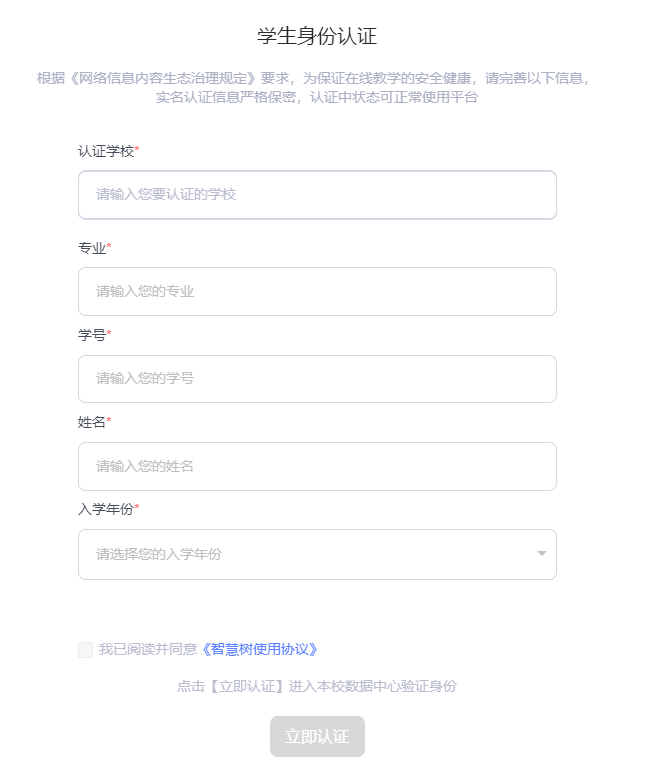 学生身份认证
根据《网络信息内容生态治理规定》要求，为保证在线教学的安全健康，请完善以下信息，
实名认证信息严格保密，认证中状态可正常使用平台
认证学校*
请输入您要认证的学校
专业*
请输入您的专业
学号*
请输入您的学号
姓名*
请输入您的姓名
入学年份*
请选择您的入学年份
我已阅读并同意《智慧树使用协议》
点击【立即认证】进入本校数据中心验证身份
立即认证